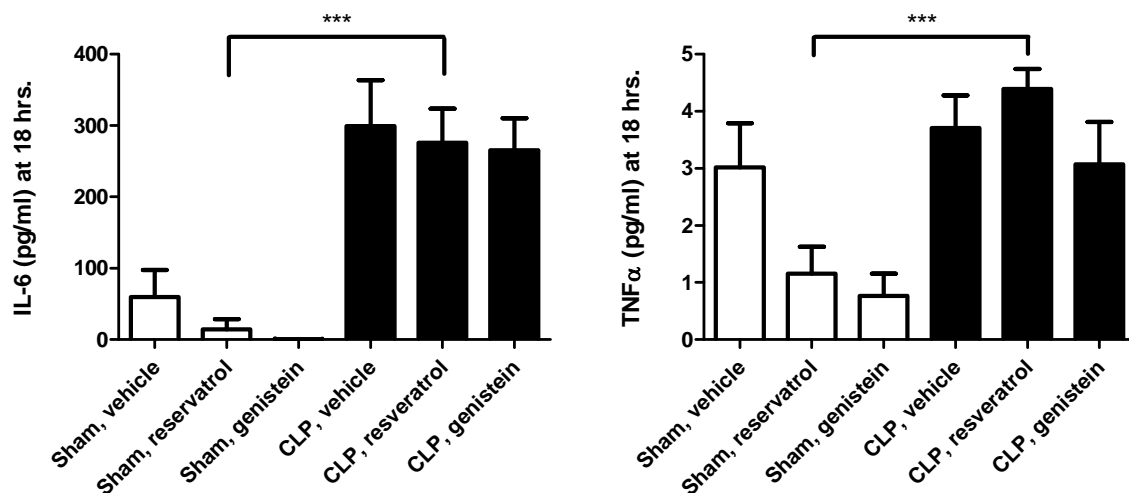 ***
IL-6 (pg/ml) at 18 hrs.
400
300
200
100
0
Sham, vehicle
Sham, reservatrol
Sham, genistein
CLP, vehicle
CLP, resveratrol
CLP, genistein
***
TNFα (pg/ml) at 18 hrs.
5
4
3
2
1
0
Sham, vehicle
Sham, reservatrol
Sham, genistein
CLP, vehicle
CLP, resveratrol
CLP, genistein